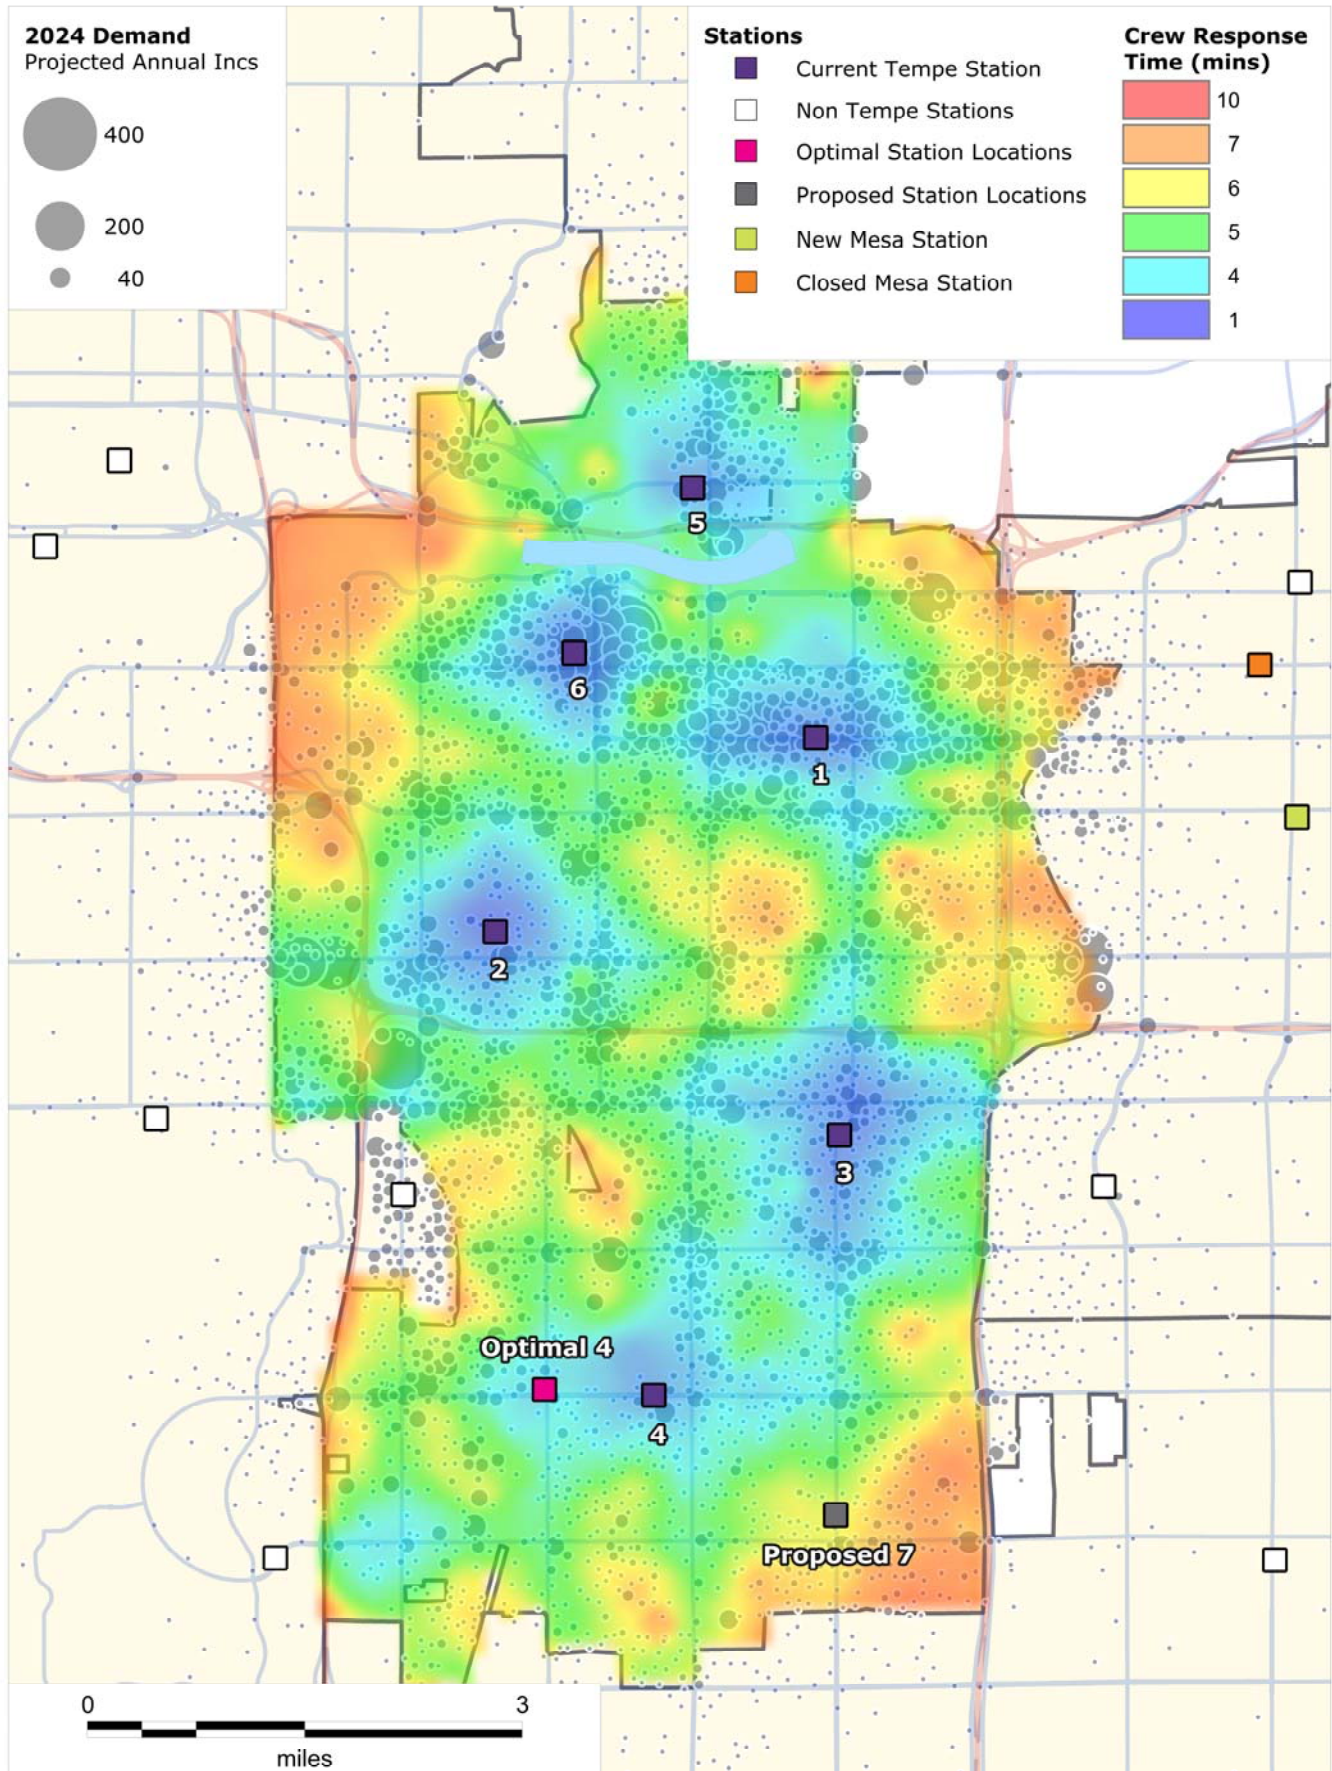 2024 Demand
Projected Annual Incs
400
200
40
Stations
Current Tempe Station
Non Tempe Stations
Optimal Station Locations
Proposed Station Locations
New Mesa Station
Closed Mesa Station
Crew Response
Time (mins)
10
7
6
5
4
1
5
6
1
2
3
Optimal 4
4
Proposed 7
0 3
miles